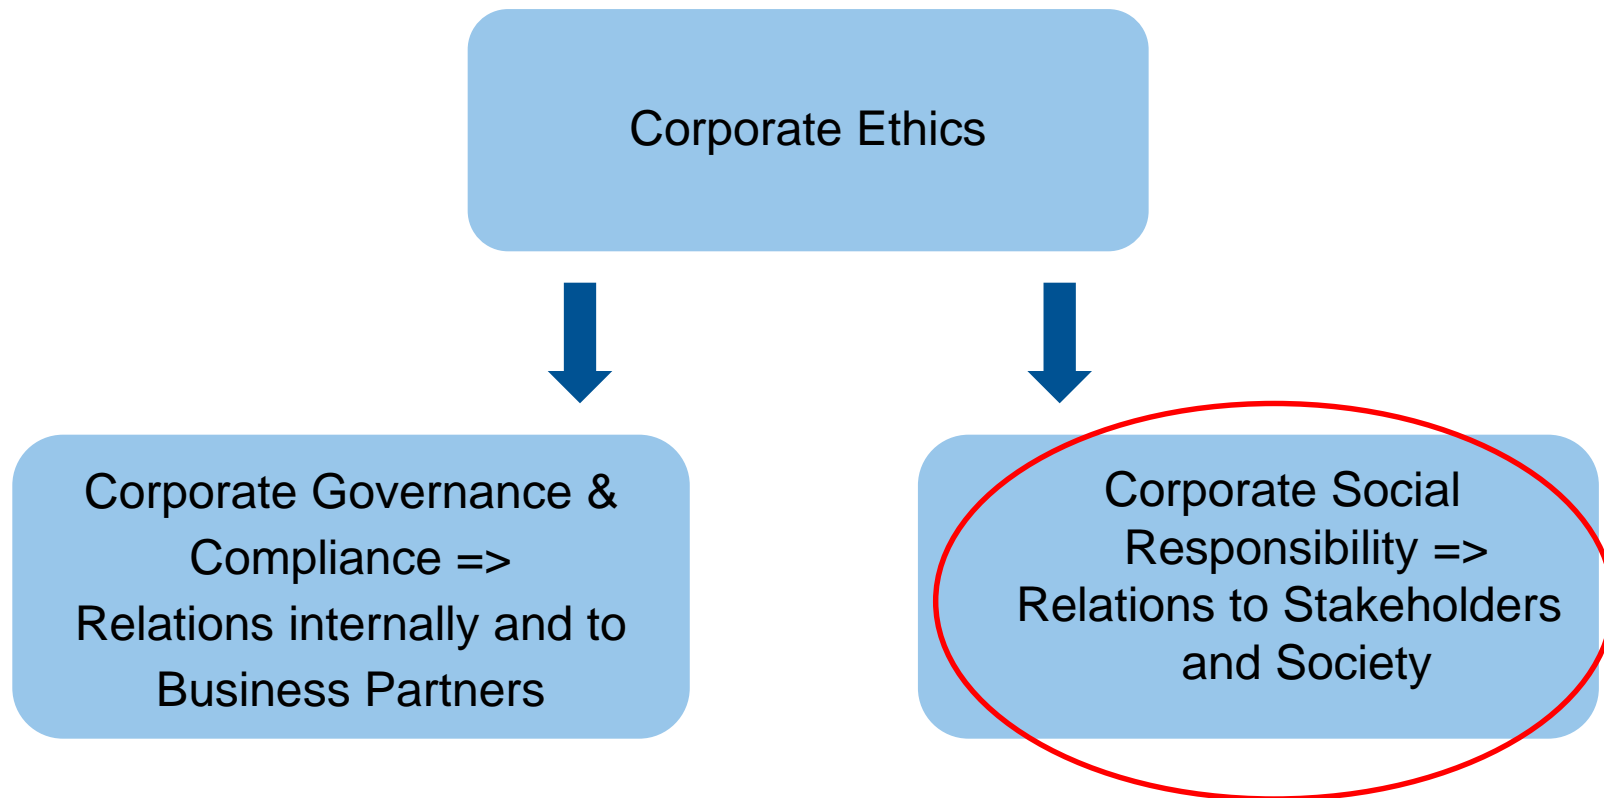 Corporate Ethics
Corporate Governance &
Compliance =>
Relations internally and to
Business Partners
Corporate Social
Responsibility =>
Relations to Stakeholders
and Society